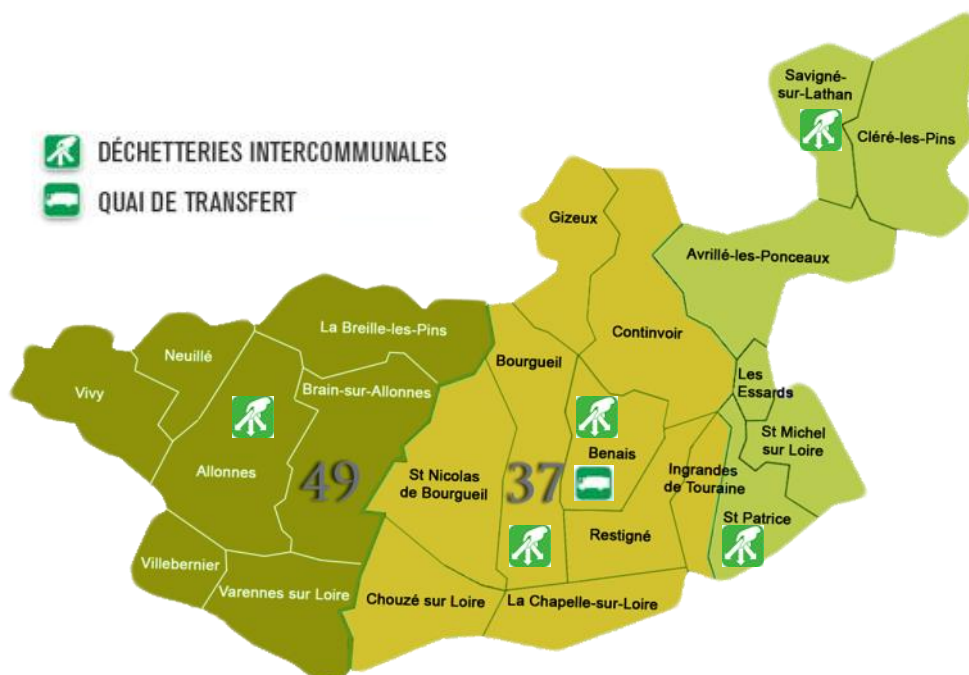 Savigné-
sur-Lathan
Cléré-les-Pins
DÉCHETTERIES INTERCOMMUNALES
QUAI DE TRANSFERT
Gizeux
Avrillé-les-Ponceaux
La Breille-les-Pins
Continvoir
Neuillé
Bourgueil
Vivy
Brain-sur-Allonnes
Les
Essards
St Michel
sur Loire
Benais
Allonnes
49
St Nicolas
de Bourgueil
37
Ingrandes
de Touraine
St Patrice
Restigné
Villebernier
Varennes sur Loire
Chouzé sur Loire
La Chapelle-sur-Loire